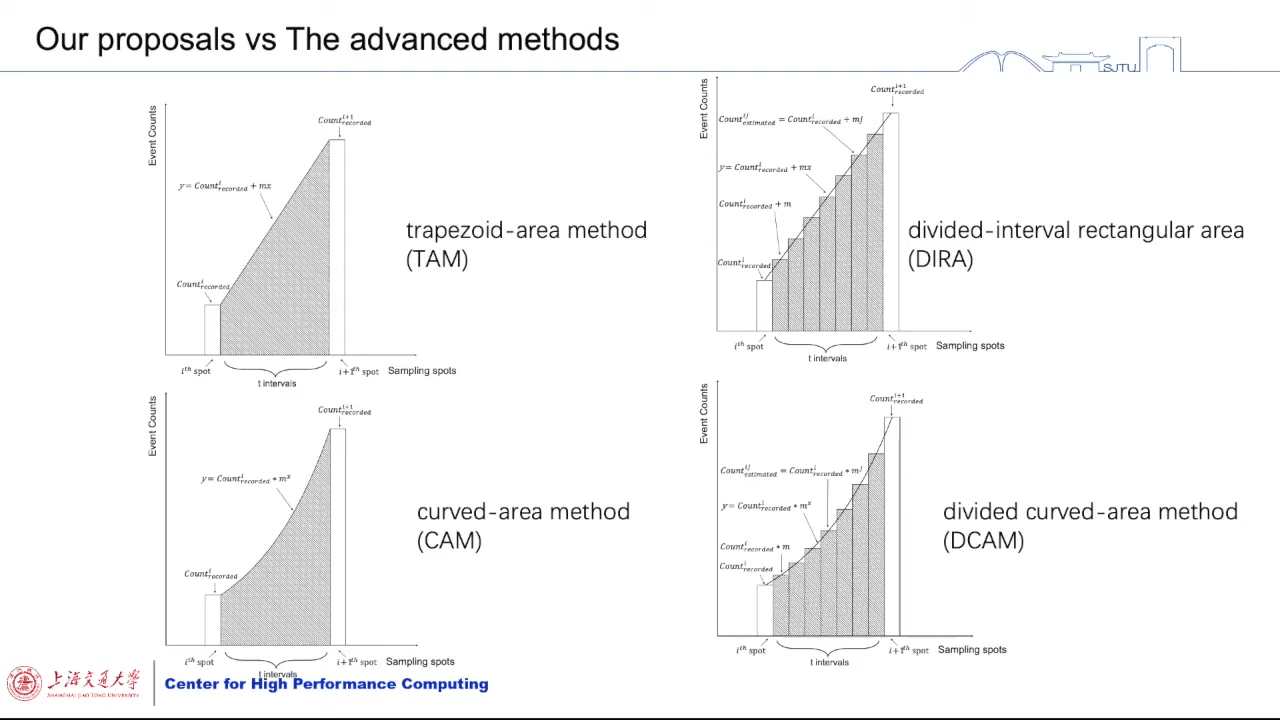 Our proposals vs The advanced methods
SJTU
Event Counts
Count^{i+1}_{recorded}
y = Count^{i}_{recorded} + mx
Count^{i}_{recorded}
i^{th} spot
t intervals
i+1^{th} spot
Sampling spots
trapezoid-area method
(TAM)
Event Counts
Count^{i+1}_{recorded}
Count^{ij}_{estimated} = Count^{i}_{recorded} + mj
y = Count^{i}_{recorded} + mx
Count^{i}_{recorded} + m
Count^{i}_{recorded}
i^{th} spot
t intervals
i+1^{th} spot
Sampling spots
divided-interval rectangular area
(DIRA)
Event Counts
Count^{i+1}_{recorded}
y = Count^{i}_{recorded} * m^{x}
Count^{i}_{recorded}
i^{th} spot
t intervals
i+1^{th} spot
Sampling spots
curved-area method
(CAM)
Event Counts
Count^{i+1}_{recorded}
Count^{ij}_{estimated} = Count^{i}_{recorded} * m^{j}
y = Count^{i}_{recorded} * m^{x}
Count^{i}_{recorded} * m
Count^{i}_{recorded}
i^{th} spot
t intervals
i+1^{th} spot
Sampling spots
divided curved-area method
(DCAM)
上海交通大学
SHANGHAI JIAO TONG UNIVERSITY
Center for High Performance Computing